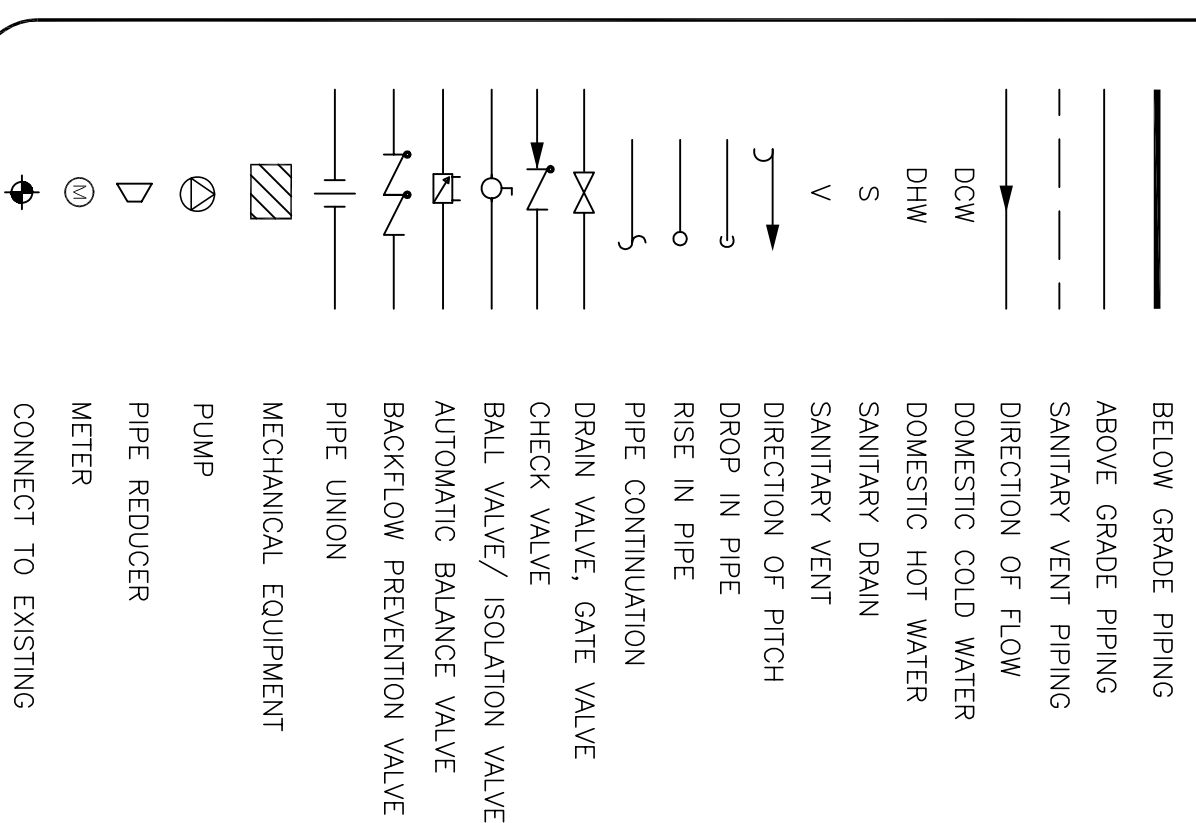 BELOW GRADE PIPING
ABOVE GRADE PIPING
SANITARY VENT PIPING
DIRECTION OF FLOW
DCW DOMESTIC COLD WATER
DHW DOMESTIC HOT WATER
S SANITARY DRAIN
V SANITARY VENT
DIRECTION OF PITCH
DROP IN PIPE
RISE IN PIPE
PIPE CONTINUATION
DRAIN VALVE, GATE VALVE
CHECK VALVE
BALL VALVE/ ISOLATION VALVE
AUTOMATIC BALANCE VALVE
BACKFLOW PREVENTION VALVE
PIPE UNION
MECHANICAL EQUIPMENT
PUMP
PIPE REDUCER
M METER
CONNECT TO EXISTING